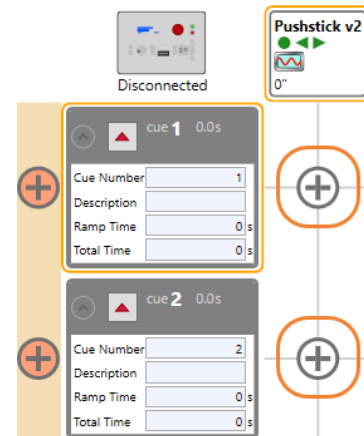 Pushstick v2
0"
Disconnected
cue 1 0.0s
Cue Number 1
Description
Ramp Time 0 s
Total Time 0 s
cue 2 0.0s
Cue Number 2
Description
Ramp Time 0 s
Total Time 0 s